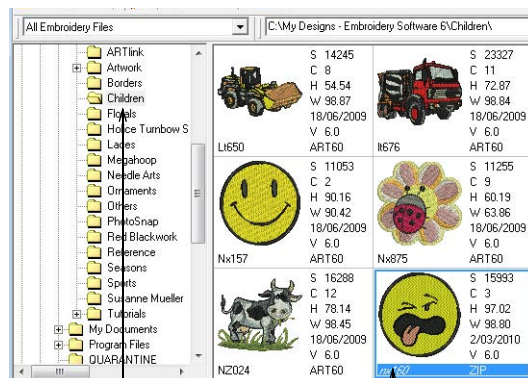 All Embroidery Files
C:\My Designs - Embroidery Software 6\Children\
ARTlink
Artwork
Borders
Children
Florals
Hoice Turnbow S
Laces
Megahoop
Needle Arts
Ornaments
Others
PhotoSnap
Red Blackwork
Reference
Seasons
Sports
Susanne Mueller
Tutorials
My Documents
Program Files
QUARANTINE
S 14245
C 8
H 54.54
W 98.87
18/06/2009
V 6.0
Lt650 ART60
S 23327
C 11
H 72.87
W 98.84
18/06/2009
V 6.0
lt676 ART60
S 11053
C 2
H 90.16
W 90.42
18/06/2009
V 6.0
Nx157 ART60
S 11255
C 9
H 60.19
W 63.86
18/06/2009
V 6.0
Nx875 ART60
S 16288
C 12
H 78.14
W 98.45
18/06/2009
V 6.0
NZ024 ART60
S 15993
C 3
H 97.02
W 98.80
2/03/2010
V 6.0
ZIP